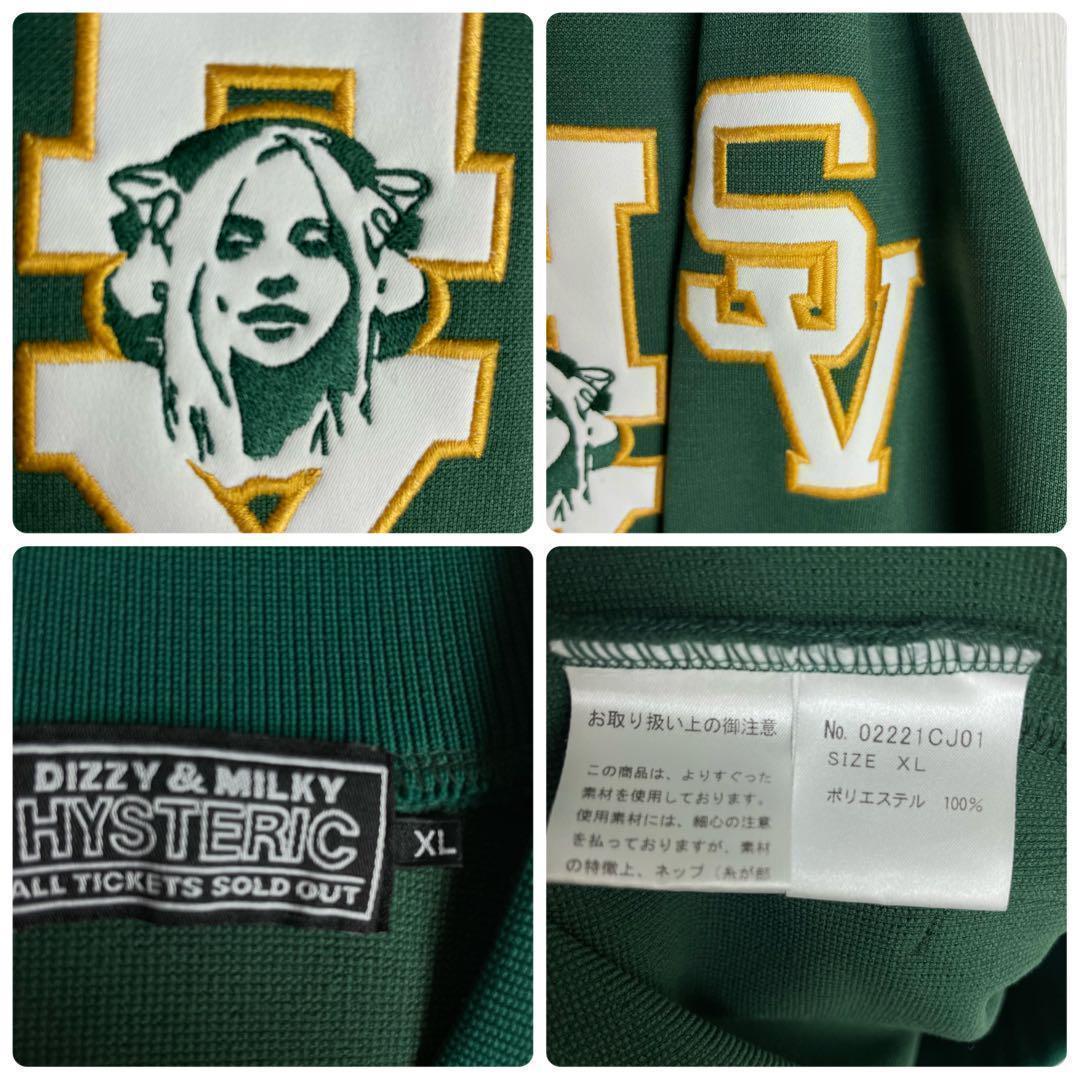 SV
DIZZY & MILKY
HYSTERIC
ALL TICKETS SOLD OUT
XL
お取り扱い上の御注意
この商品は、よりすぐった
素材を使用しております。
使用素材には、細心の注意
を払っておりますが、素材
の特徴上、ネップ（糸が部
No. 02221CJ01
SIZE XL
ポリエステル 100%